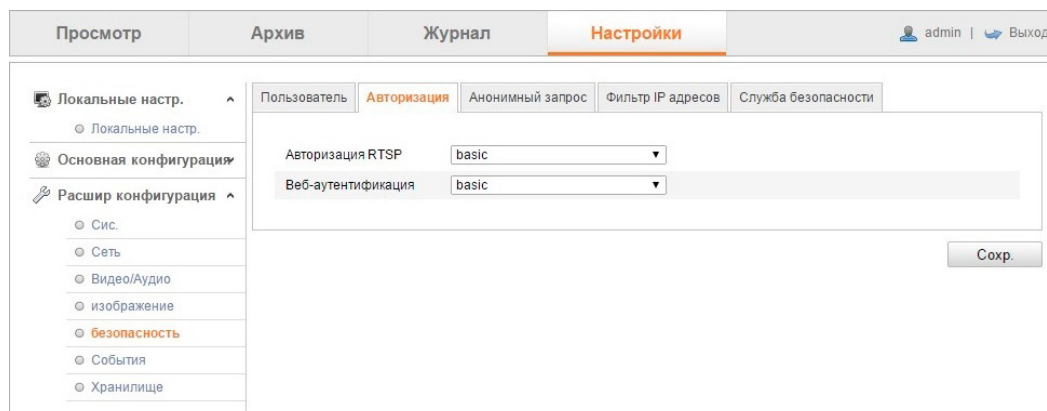 Просмотр Архив Журнал Настройки admin | Выход
Локальные настр.
Локальные настр.
Основная конфигурация
Расшир конфигурация
Сис.
Сеть
Видео/Аудио
изображение
безопасность
События
Хранилище
Пользователь Авторизация Анонимный запрос Фильтр IP адресов Служба безопасности
Авторизация RTSP basic
Веб-аутентификация basic
Сохр.